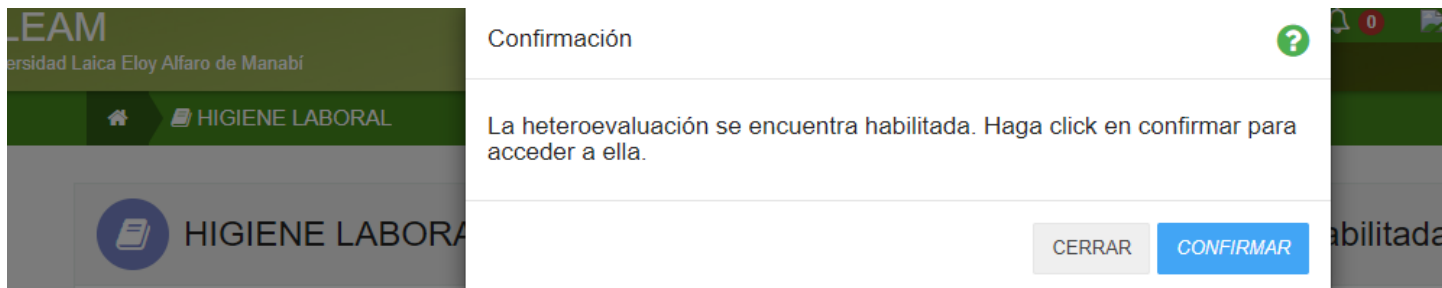 LEAM
Confirmación
0
ersidad Laica Eloy Alfaro de Manabí
HIGIENE LABORAL
La heteroevaluación se encuentra habilitada. Haga click en confirmar para
acceder a ella.
HIGIENE LABORA
abilitada
CERRAR
CONFIRMAR